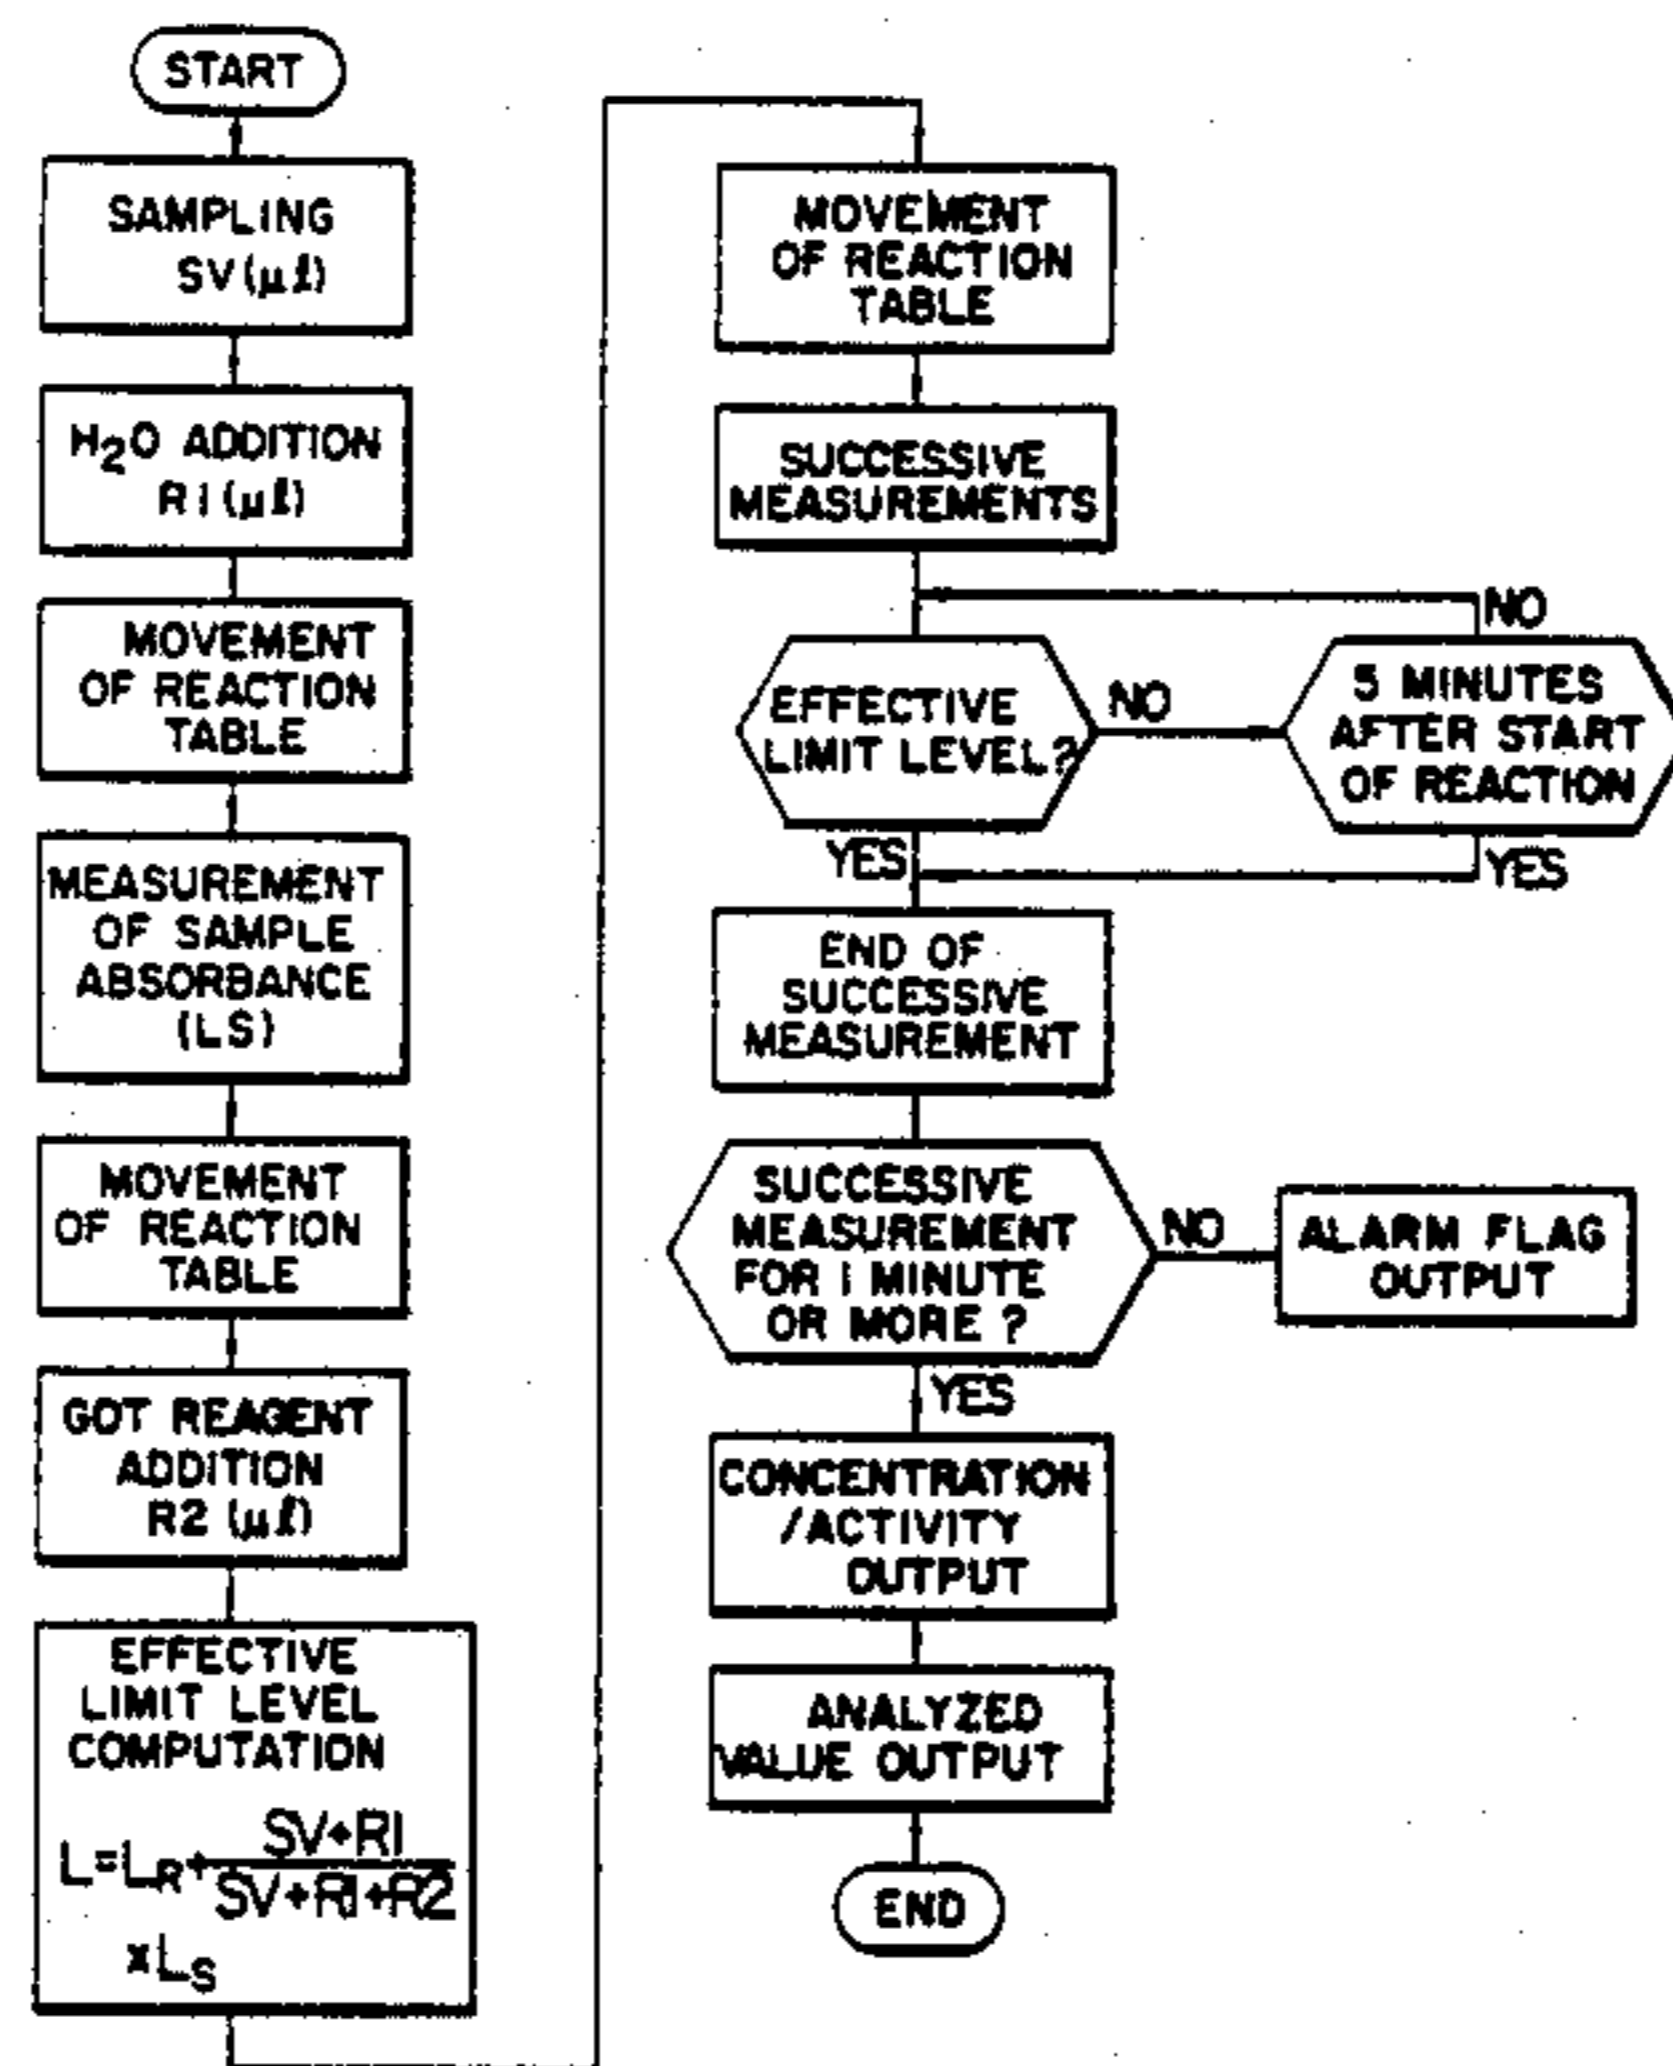 START
SAMPLING
SV(µl)
H2O ADDITION
R1(µl)
MOVEMENT
OF REACTION
TABLE
MEASUREMENT
OF SAMPLE
ABSORBANCE
(LS)
MOVEMENT
OF REACTION
TABLE
GOT REAGENT
ADDITION
R2 (µl)
EFFECTIVE
LIMIT LEVEL
COMPUTATION
L=LR+ SV+R1
SV+R1+R2
xLS
MOVEMENT
OF REACTION
TABLE
SUCCESSIVE
MEASUREMENTS
EFFECTIVE
LIMIT LEVEL?
NO
5 MINUTES
AFTER START
OF REACTION
NO
YES
YES
END OF
SUCCESSIVE
MEASUREMENT
SUCCESSIVE
MEASUREMENT
FOR 1 MINUTE
OR MORE ?
NO
ALARM FLAG
OUTPUT
YES
CONCENTRATION
/ACTIVITY
OUTPUT
ANALYZED
VALUE OUTPUT
END